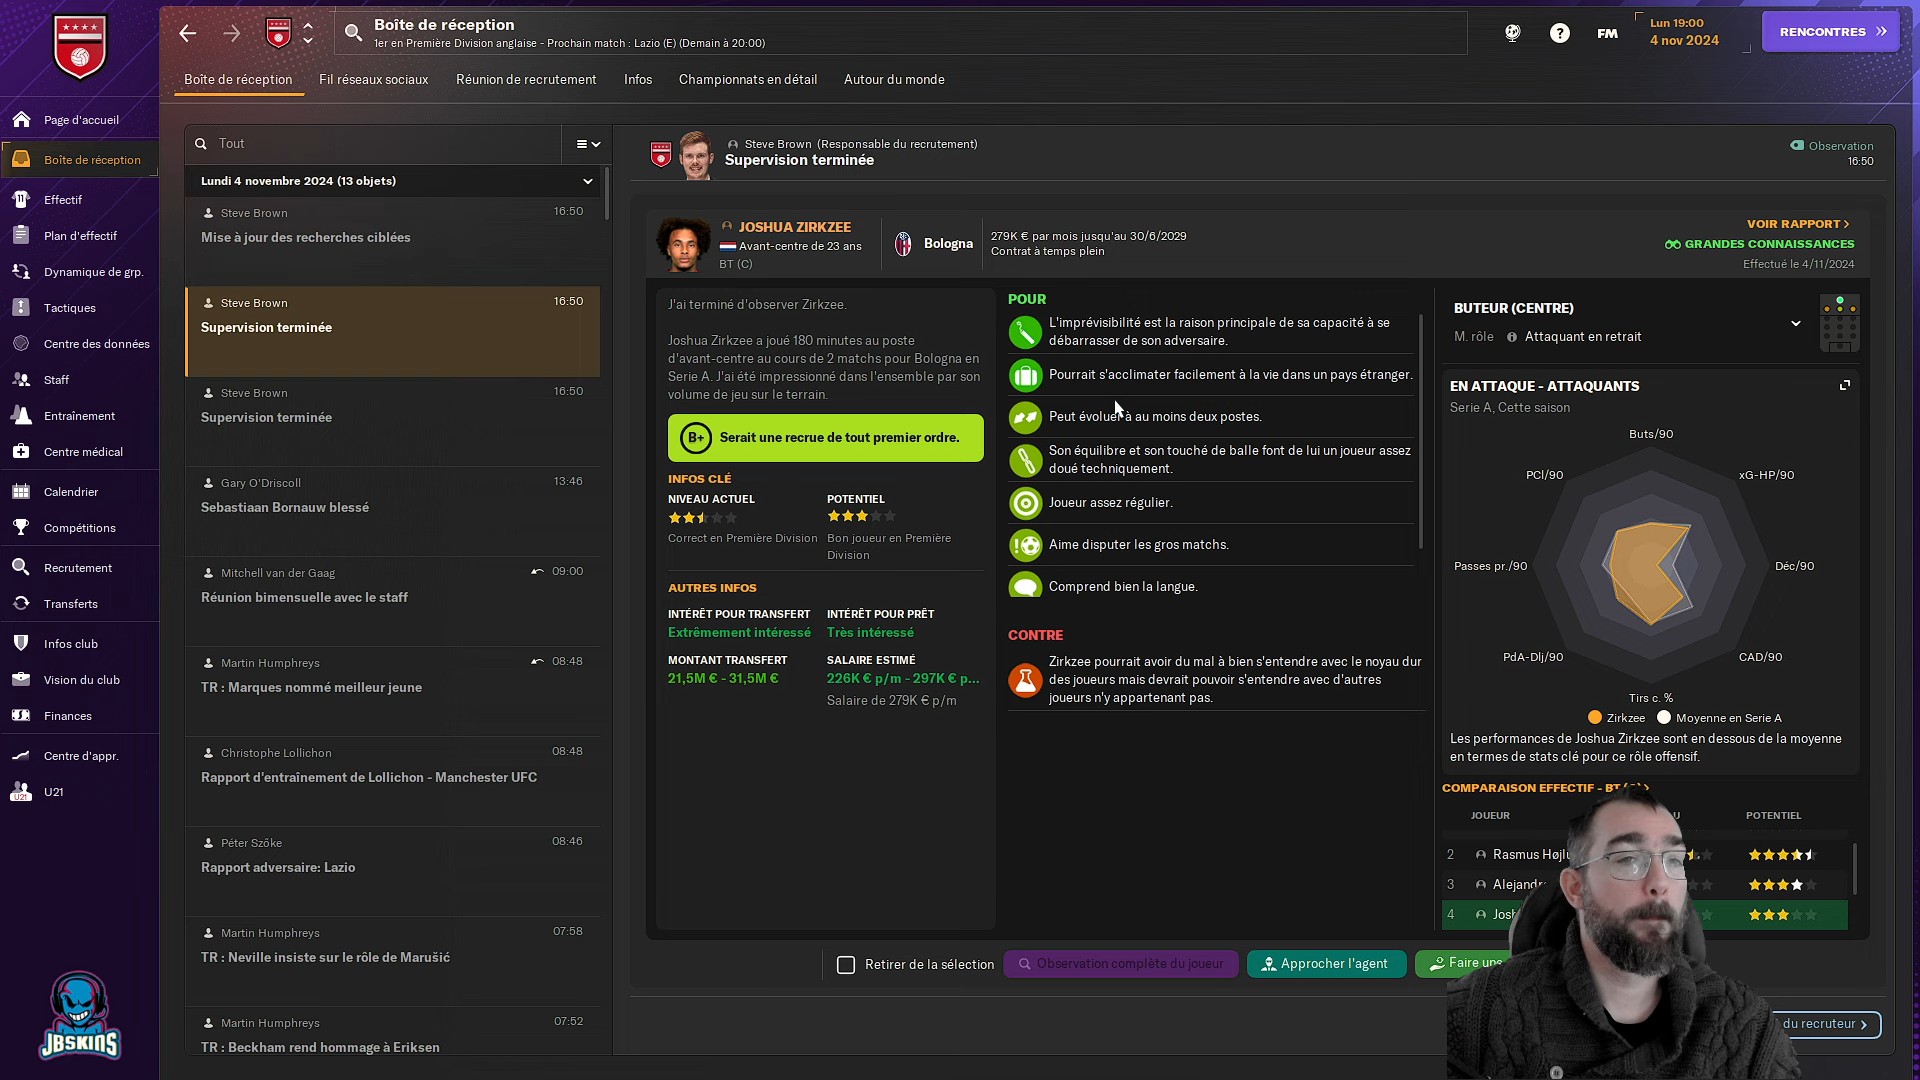 Boîte de réception
1er en Première Division anglaise - Prochain match : Lazio (E) (Demain à 20:00)
FM
Lun 19:00
4 nov 2024
RENCONTRES
Boîte de réception
Fil réseaux sociaux
Réunion de recrutement
Infos
Championnats en détail
Autour du monde
Page d'accueil
Boîte de réception
Effectif
Plan d'effectif
Dynamique de grp.
Tactiques
Centre des données
Staff
Entraînement
Centre médical
Calendrier
Compétitions
Recrutement
Transferts
Infos club
Vision du club
Finances
Centre d'appr.
U21
JBSKINS
Tout
Lundi 4 novembre 2024 (13 objets)
Steve Brown 16:50
Mise à jour des recherches ciblées
Steve Brown 16:50
Supervision terminée
Steve Brown 16:50
Supervision terminée
Gary O'Driscoll 13:46
Sebastiaan Bornauw blessé
Mitchell van der Gaag 09:00
Réunion bimensuelle avec le staff
Martin Humphreys 08:48
TR : Marques nommé meilleur jeune
Christophe Lollichon 08:48
Rapport d'entraînement de Lollichon - Manchester UFC
Péter Szőke 08:46
Rapport adversaire: Lazio
Martin Humphreys 07:58
TR : Neville insiste sur le rôle de Marušić
Martin Humphreys 07:52
TR : Beckham rend hommage à Eriksen
Steve Brown (Responsable du recrutement)
Supervision terminée
Observation
16:50
JOSHUA ZIRKZEE
Avant-centre de 23 ans
BT (C)
Bologna
279K € par mois jusqu'au 30/6/2029
Contrat à temps plein
VOIR RAPPORT >
GRANDES CONNAISSANCES
Effectué le 4/11/2024
J'ai terminé d'observer Zirkzee.
Joshua Zirkzee a joué 180 minutes au poste
d'avant-centre au cours de 2 matchs pour Bologna en
Serie A. J'ai été impressionné dans l'ensemble par son
volume de jeu sur le terrain.
B+ Serait une recrue de tout premier ordre.
INFOS CLÉ
NIVEAU ACTUEL
POTENTIEL
Correct en Première Division
Bon joueur en Première
Division
AUTRES INFOS
INTÉRÊT POUR TRANSFERT
INTÉRÊT POUR PRÊT
Extrêmement intéressé
Très intéressé
MONTANT TRANSFERT
SALAIRE ESTIMÉ
21,5M € - 31,5M €
226K € p/m - 297K € p...
Salaire de 279K € p/m
POUR
L'imprévisibilité est la raison principale de sa capacité à se
débarrasser de son adversaire.
Pourrait s'acclimater facilement à la vie dans un pays étranger.
Peut évoluer à au moins deux postes.
Son équilibre et son touché de balle font de lui un joueur assez
doué techniquement.
Joueur assez régulier.
Aime disputer les gros matchs.
Comprend bien la langue.
CONTRE
Zirkzee pourrait avoir du mal à bien s'entendre avec le noyau dur
des joueurs mais devrait pouvoir s'entendre avec d'autres
joueurs n'y appartenant pas.
BUTEUR (CENTRE)
M. rôle Attaquant en retrait
EN ATTAQUE - ATTAQUANTS
Serie A, Cette saison
Buts/90
xG-HP/90
Déc/90
CAD/90
Tirs c. %
PdA-Dlj/90
Passes pr./90
PCl/90
Zirkzee
Moyenne en Serie A
Les performances de Joshua Zirkzee sont en dessous de la moyenne
en termes de stats clé pour ce rôle offensif.
COMPARAISON EFFECTIF - BT
JOUEUR
POTENTIEL
2 Rasmus
3
4
Retirer de la sélection
Observation complète du joueur
Approcher l'agent
Faire
du recruteur >